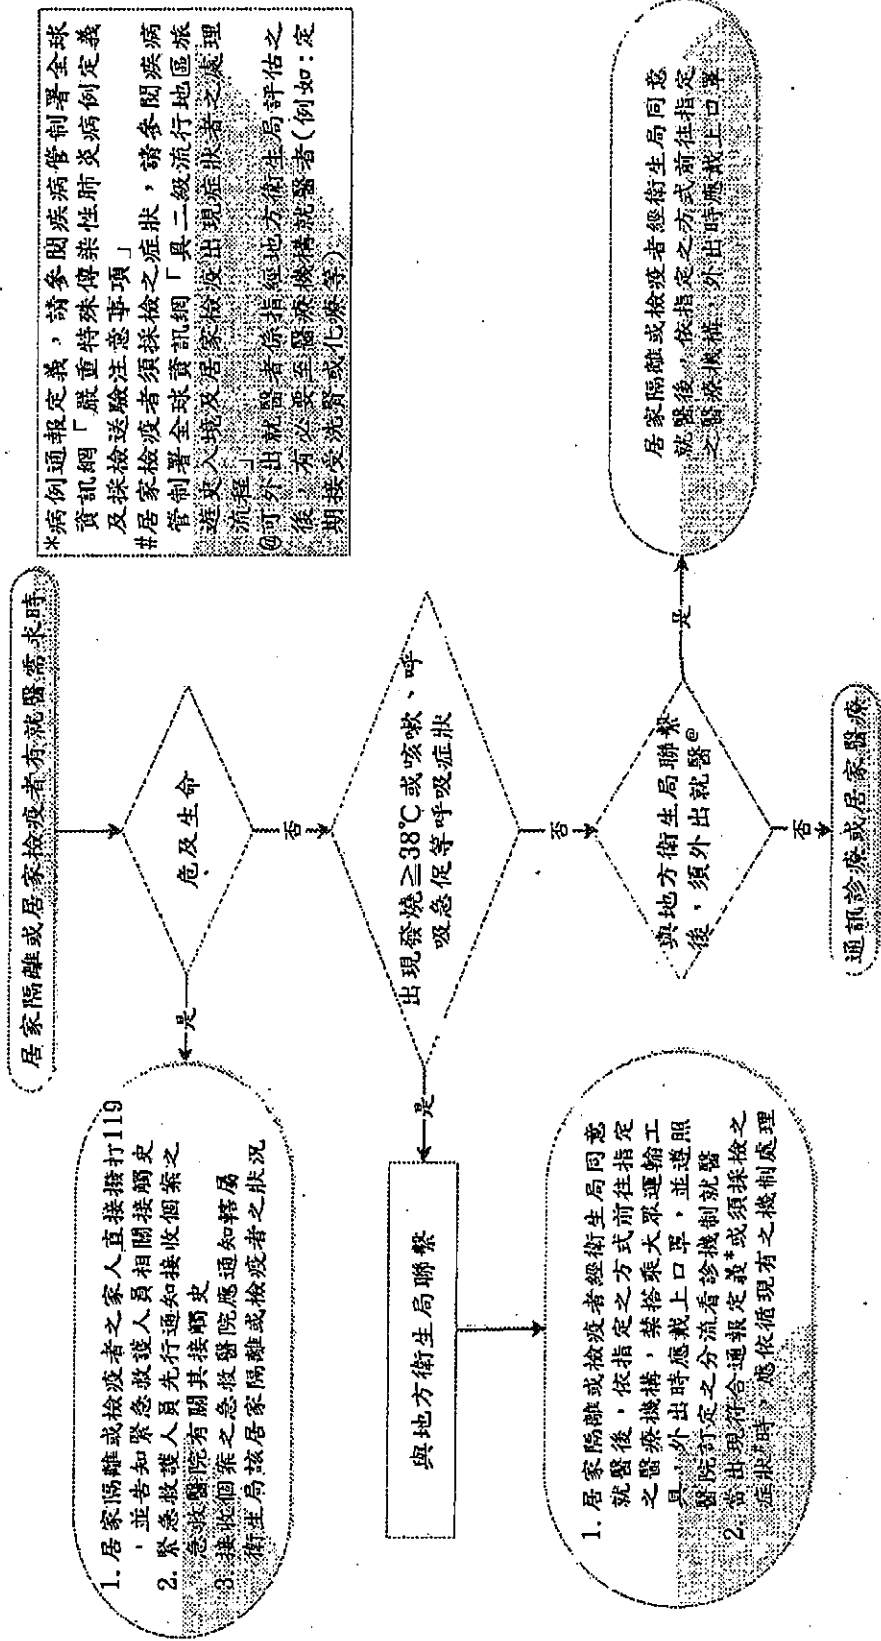 居家隔離或居家檢疫者有就醫需求時
危及生命
是
1.居家隔離或檢疫者之家人直接撥打119
，並告知緊急救護人員相關接觸史
2.緊急救護人員先行通知接收個案之
急救醫院有關其接觸史
3.接收個案之急救醫院應通知轄屬
衛生局該居家隔離或檢疫者之狀況
否
出現發燒≧38℃或咳嗽、呼
吸急促等呼吸症狀
是
與地方衛生局聯繫
1.居家隔離或檢疫者經衛生局同意
就醫後，依指定之方式前往指定
之醫療機構，禁搭乘大眾運輸工
具，外出時應戴上口罩，並遵照
醫院訂定之分流看診機制就醫
2.當出現符合通報定義*或須採檢之
症狀#時，應依循現有之機制處理
否
與地方衛生局聯繫
後，須外出就醫@
是
居家隔離或檢疫者經衛生局同意
就醫後，依指定之方式前往指定
之醫療機構，外出時應戴上口罩
否
通訊診療或居家醫療
*病例通報定義，請參閱疾病管制署全球
資訊網「嚴重特殊傳染性肺炎病例定義
及採檢送驗注意事項」
#居家檢疫者須採檢之症狀，請參閱疾病
管制署全球資訊網「具二級流行地區旅
遊史入境及居家檢疫出現症狀者之處理
流程」
@可外出就醫者係指經地方衛生局評估之
後，有必要至醫療機構就醫者(例如：定
期接受洗腎或化療等)